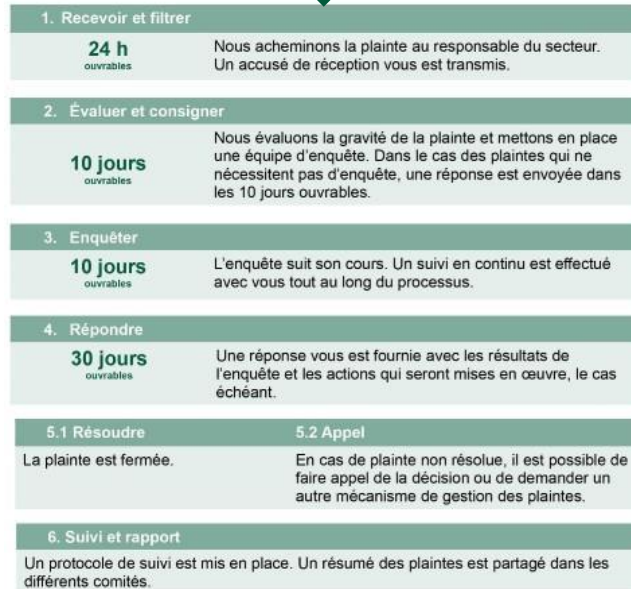 1. Recevoir et filtrer
24 h
ouvrables
Nous acheminons la plainte au responsable du secteur.
Un accusé de réception vous est transmis.
2. Évaluer et consigner
10 jours
ouvrables
Nous évaluons la gravité de la plainte et mettons en place
une équipe d'enquête. Dans le cas des plaintes qui ne
nécessitent pas d'enquête, une réponse est envoyée dans
les 10 jours ouvrables.
3. Enquêter
10 jours
ouvrables
L'enquête suit son cours. Un suivi en continu est effectué
avec vous tout au long du processus.
4. Répondre
30 jours
ouvrables
Une réponse vous est fournie avec les résultats de
l'enquête et les actions qui seront mises en œuvre, le cas
échéant.
5.1 Résoudre
La plainte est fermée.
5.2 Appel
En cas de plainte non résolue, il est possible de
faire appel de la décision ou de demander un
autre mécanisme de gestion des plaintes.
6. Suivi et rapport
Un protocole de suivi est mis en place. Un résumé des plaintes est partagé dans les
différents comités.